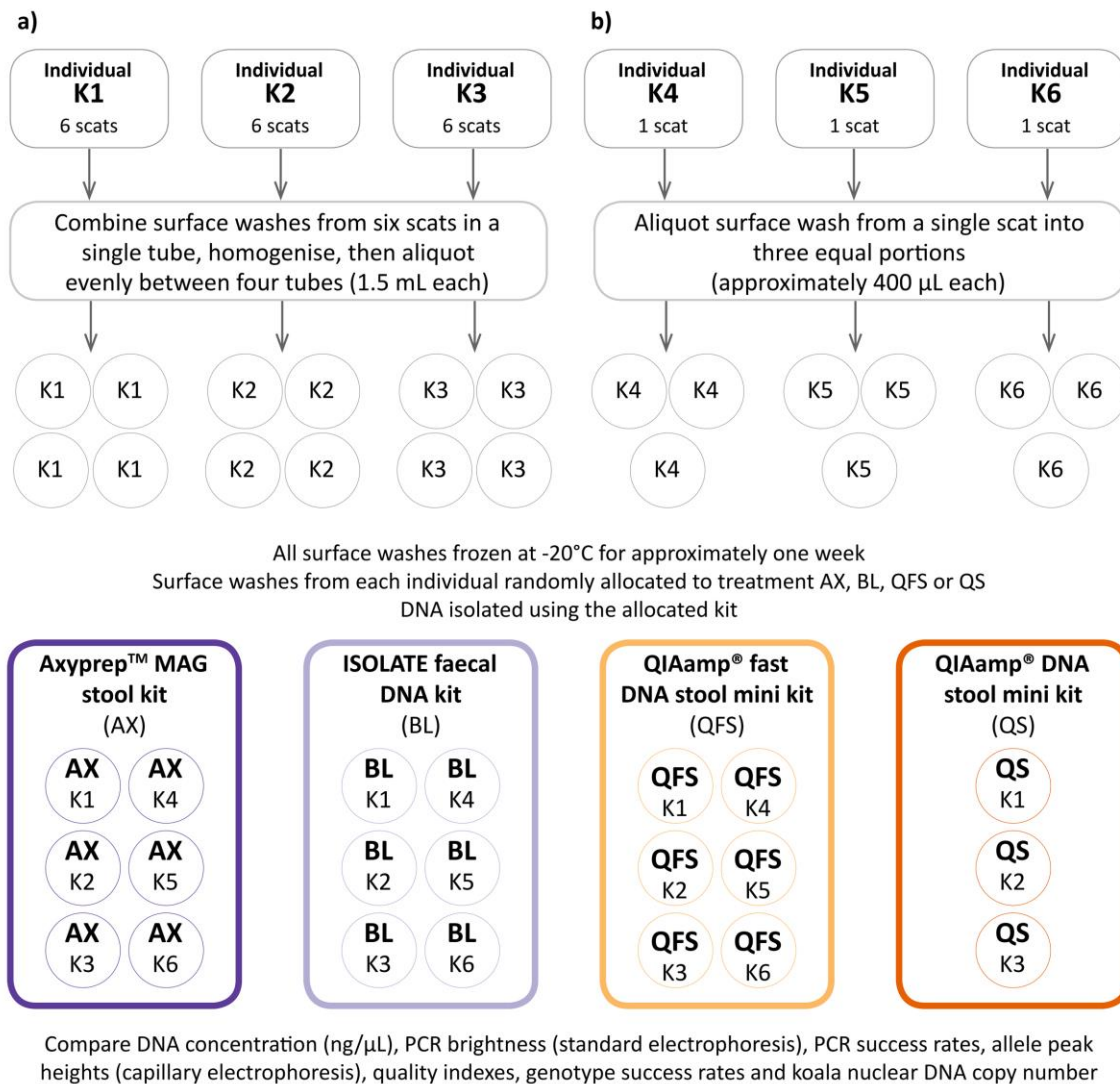 a)
Individual
K1
6 scats
Individual
K2
6 scats
Individual
K3
6 scats
Combine surface washes from six scats in a
single tube, homogenise, then aliquot
evenly between four tubes (1.5 mL each)
K1 K1
K1 K1
K2 K2
K2 K2
K3 K3
K3 K3
b)
Individual
K4
1 scat
Individual
K5
1 scat
Individual
K6
1 scat
Aliquot surface wash from a single scat into
three equal portions
(approximately 400 µL each)
K4 K4
K4
K5 K5
K5
K6 K6
K6
All surface washes frozen at -20°C for approximately one week
Surface washes from each individual randomly allocated to treatment AX, BL, QFS or QS
DNA isolated using the allocated kit
Axyprep™ MAG
stool kit
(AX)
AX AX
K1 K4
AX AX
K2 K5
AX AX
K3 K6
ISOLATE faecal
DNA kit
(BL)
BL BL
K1 K4
BL BL
K2 K5
BL BL
K3 K6
QIAamp® fast
DNA stool mini kit
(QFS)
QFS QFS
K1 K4
QFS QFS
K2 K5
QFS QFS
K3 K6
QIAamp® DNA
stool mini kit
(QS)
QS
K1
QS
K2
QS
K3
Compare DNA concentration (ng/µL), PCR brightness (standard electrophoresis), PCR success rates, allele peak
heights (capillary electrophoresis), quality indexes, genotype success rates and koala nuclear DNA copy number